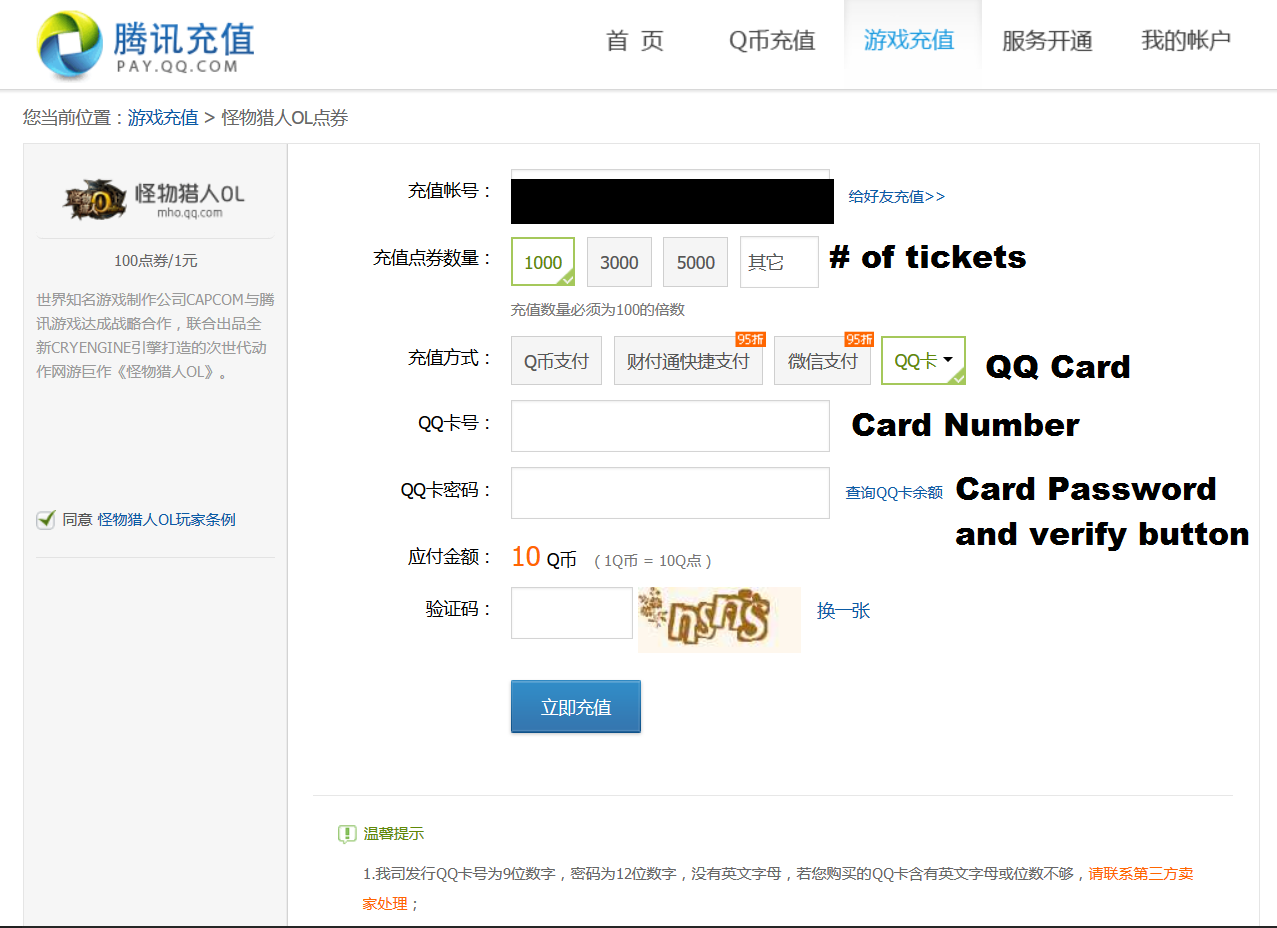 腾讯充值
PAY.QQ.COM
首 页
Q币充值
游戏充值
服务开通
我的帐户
您当前位置：游戏充值 > 怪物猎人OL点券
怪物猎人OL
mho.qq.com
100点券/1元
世界知名游戏制作公司CAPCOM与腾
讯游戏达成战略合作，联合出品全
新CRYENGINE引擎打造的次世代动
作网游巨作《怪物猎人OL》。
同意 怪物猎人OL玩家条例
充值帐号：
给好友充值>>
充值点券数量：
1000
3000
5000
其它
# of tickets
充值数量必须为100的倍数
充值方式：
Q币支付
财付通快捷支付
95折
微信支付
95折
QQ卡
QQ Card
QQ卡号：
Card Number
QQ卡密码：
查询QQ卡余额
Card Password
and verify button
应付金额：
10 Q币 （1Q币 = 10Q点）
验证码：
nsns
换一张
立即充值
温馨提示
1.我司发行QQ卡号为9位数字，密码为12位数字，没有英文字母，若您购买的QQ卡含有英文字母或位数不够，请联系第三方卖
家处理；